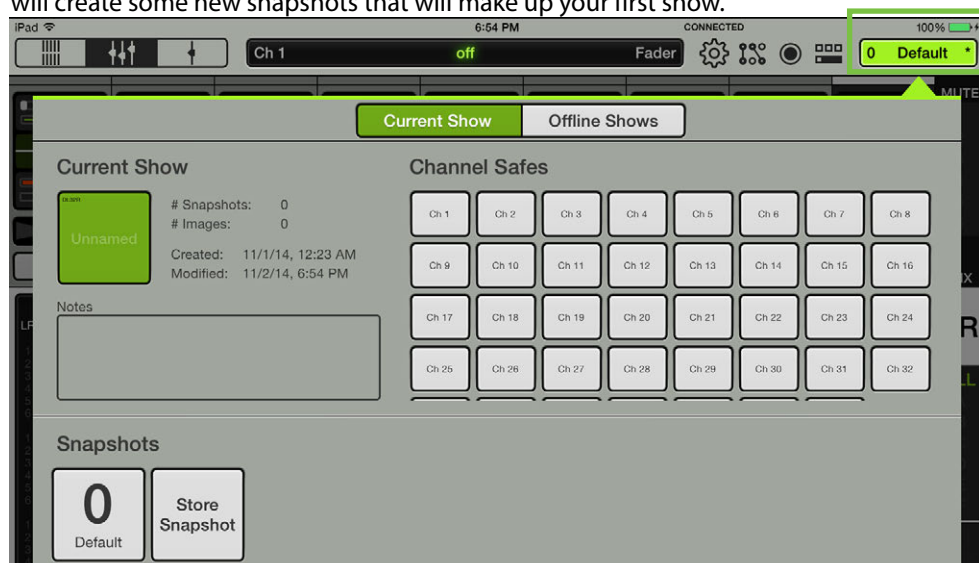 will create some new snapshots that will make up your first show.
iPad 6:54 PM CONNECTED 100%
Ch 1 off Fader 0 Default *
MUTE
Current Show Offline Shows
Current Show Channel Safes
Unnamed
# Snapshots: 0
# Images: 0
Created: 11/1/14, 12:23 AM
Modified: 11/2/14, 6:54 PM
Notes
Ch 1 Ch 2 Ch 3 Ch 4 Ch 5 Ch 6 Ch 7 Ch 8
Ch 9 Ch 10 Ch 11 Ch 12 Ch 13 Ch 14 Ch 15 Ch 16
Ch 17 Ch 18 Ch 19 Ch 20 Ch 21 Ch 22 Ch 23 Ch 24
Ch 25 Ch 26 Ch 27 Ch 28 Ch 29 Ch 30 Ch 31 Ch 32
Snapshots
0
Default
Store
Snapshot